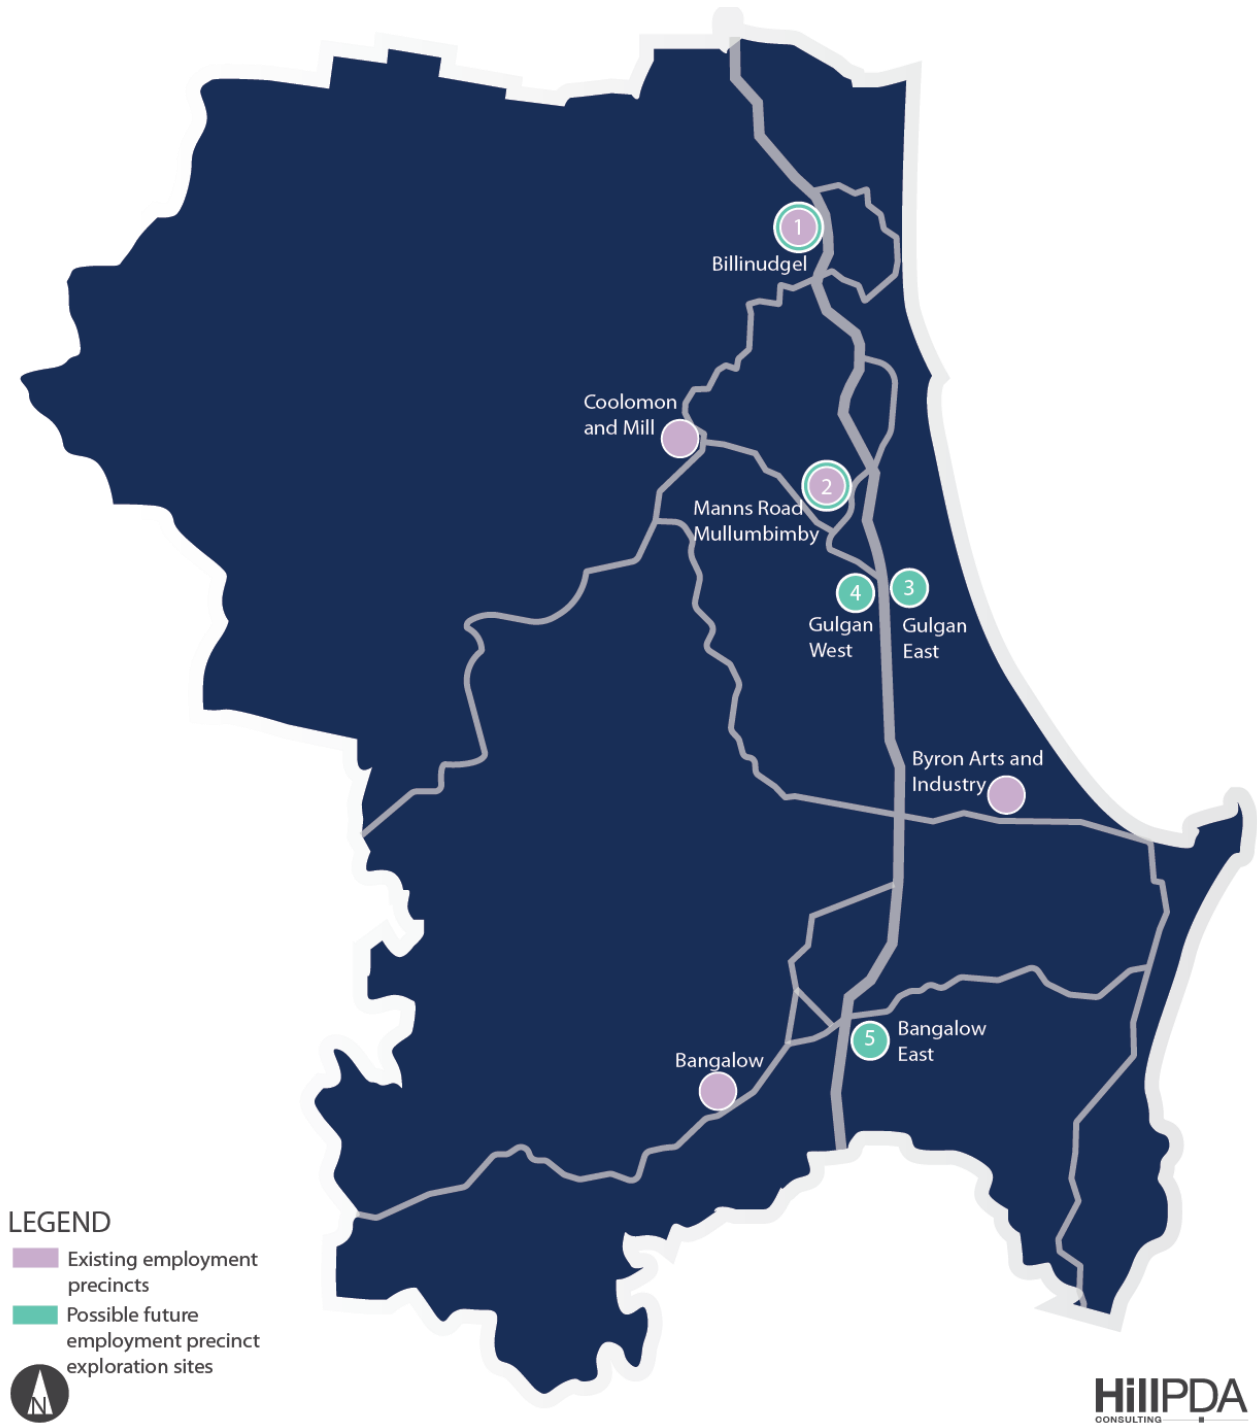 1
Billinudgel
Coolomon
and Mill
2
Manns Road
Mullumbimby
4
3
Gulgan
West
Gulgan
East
Byron Arts and
Industry
5
Bangalow
East
Bangalow
LEGEND
Existing employment
precincts
Possible future
employment precinct
exploration sites
N
HillPDA
CONSULTING